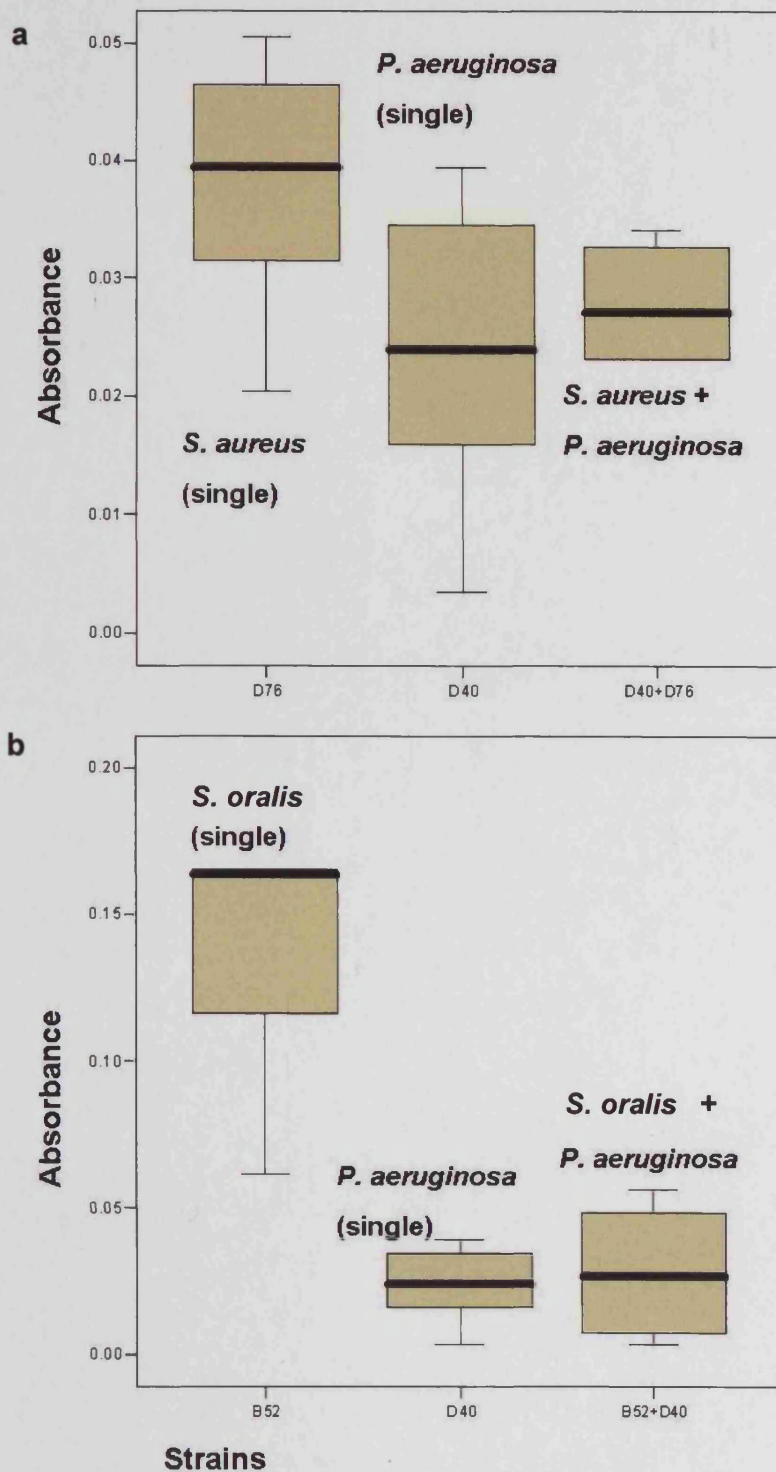 a
Absorbance
0.05
0.04
0.03
0.02
0.01
0.00
P. aeruginosa
(single)
S. aureus
(single)
S. aureus +
P. aeruginosa
D76
D40
D40+D76
b
Absorbance
0.20
0.15
0.10
0.05
0.00
S. oralis
(single)
P. aeruginosa
(single)
S. oralis +
P. aeruginosa
B52
D40
B52+D40
Strains